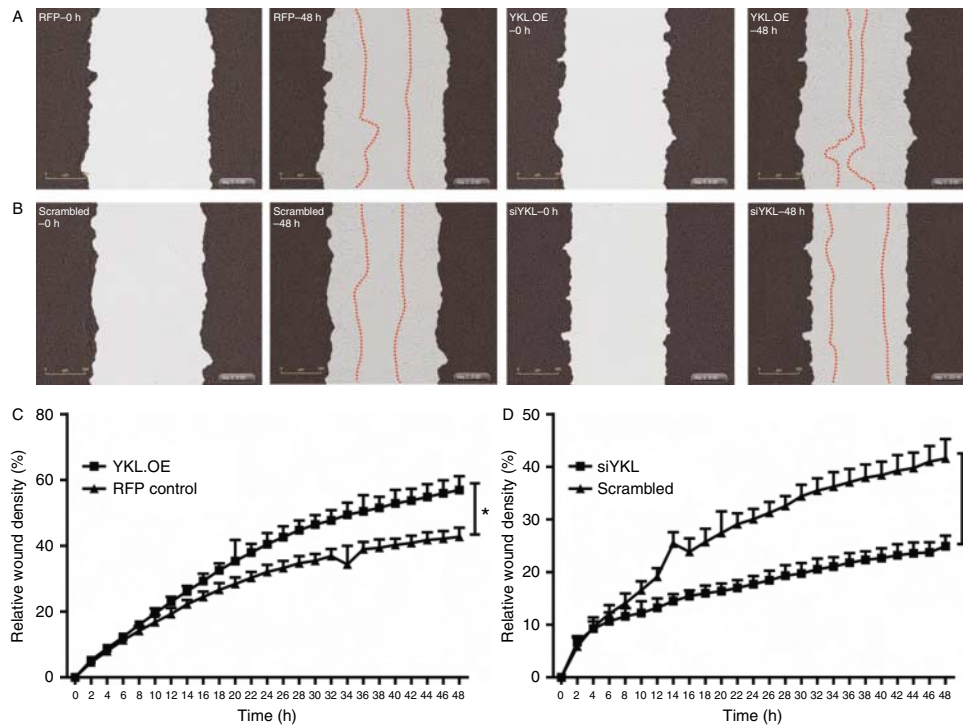 A
RFP–0 h
RFP–48 h
YKL.OE
–0 h
YKL.OE
–48 h
B
Scrambled
–0 h
Scrambled
–48 h
siYKL–0 h
siYKL–48 h
C
80
60
40
20
0
Relative wound density (%)
YKL.OE
RFP control
*
0 2 4 6 8 10 12 14 16 18 20 22 24 26 28 30 32 34 36 38 40 42 44 46 48
Time (h)
D
50
40
30
20
10
0
Relative wound density (%)
siYKL
Scrambled
0 2 4 6 8 10 12 14 16 18 20 22 24 26 28 30 32 34 36 38 40 42 44 46 48
Time (h)